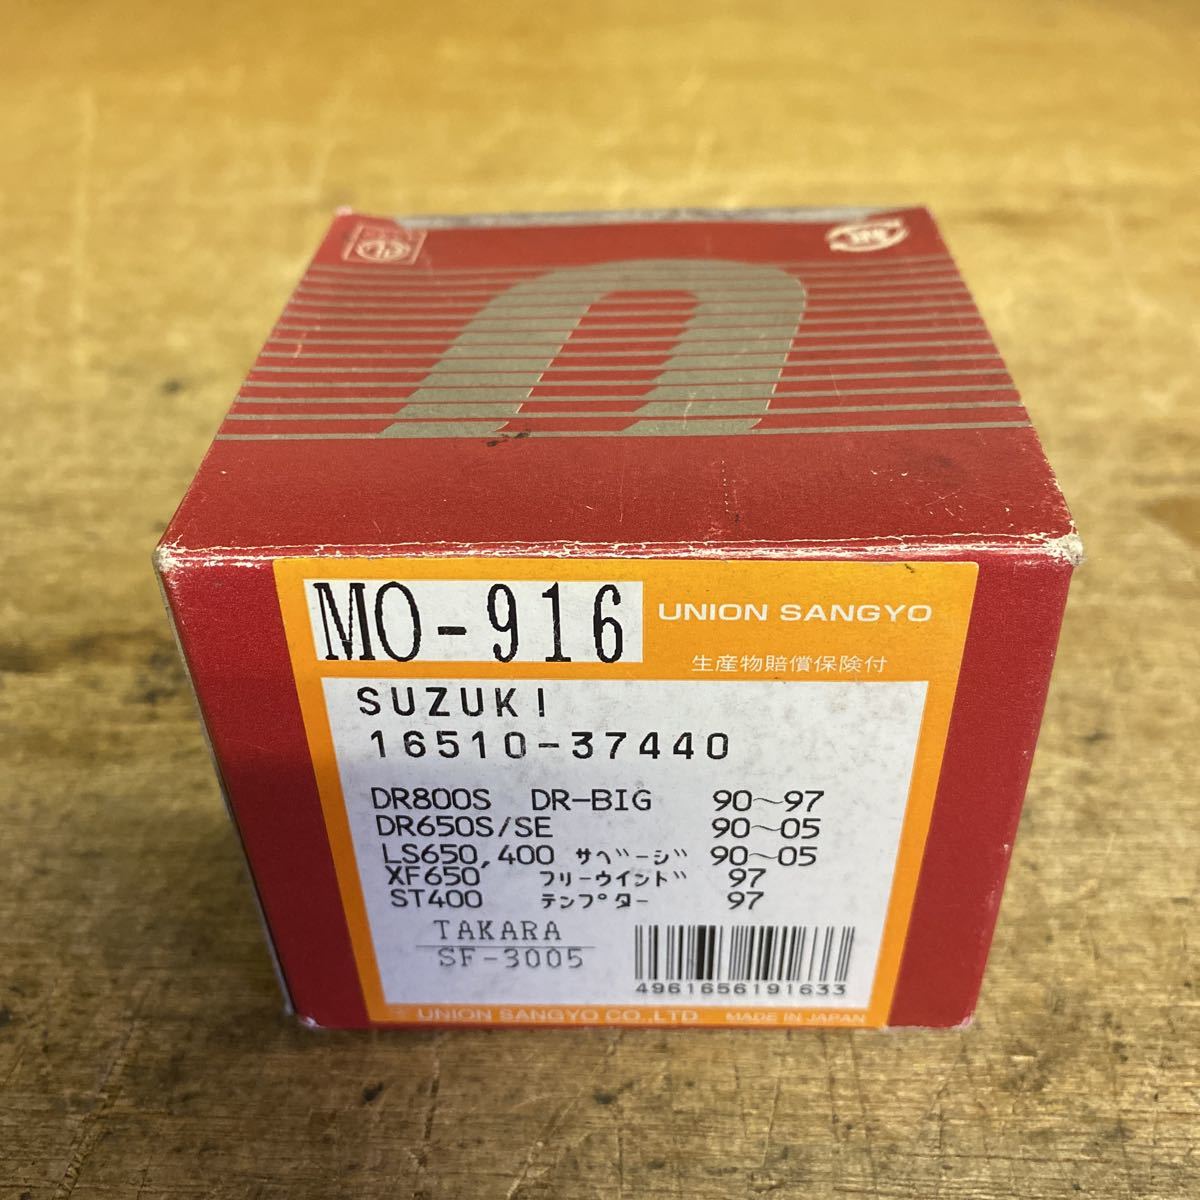 MO-916
UNION SANGYO
生産物賠償保険付
SUZUKI
16510-37440
DR800S DR-BIG 90~97
DR650S/SE 90~05
LS650,400 サベージ 90~05
XF650 フリーウインド 97
ST400 テンプター 97
TAKARA
SF-3005
4961656191633
UNION SANGYO CO.,LTD. MADE IN JAPAN